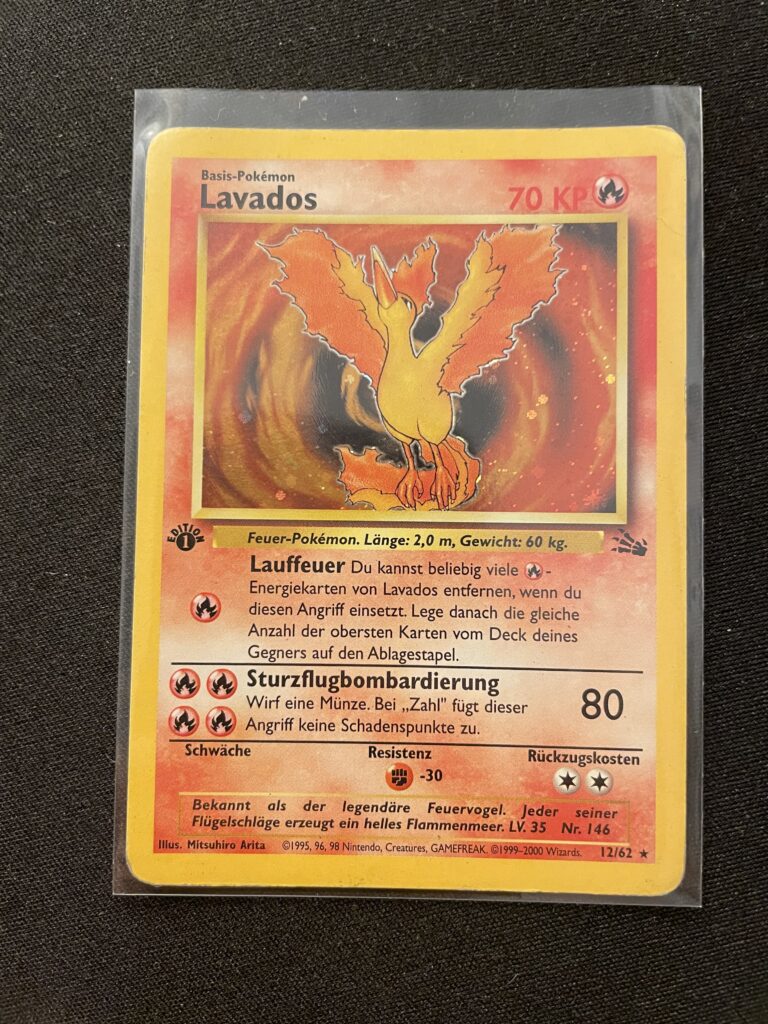 Basis-Pokémon
Lavados
70 KP
EDITION 1
Feuer-Pokémon. Länge: 2,0 m, Gewicht: 60 kg.
Lauffeuer Du kannst beliebig viele -
Energiekarten von Lavados entfernen, wenn du
diesen Angriff einsetzt. Lege danach die gleiche
Anzahl der obersten Karten vom Deck deines
Gegners auf den Ablagestapel.
Sturzflugbombardierung
Wirf eine Münze. Bei „Zahl" fügt dieser
Angriff keine Schadenspunkte zu.
80
Schwäche Resistenz Rückzugskosten
-30
Bekannt als der legendäre Feuervogel. Jeder seiner
Flügelschläge erzeugt ein helles Flammenmeer. LV. 35 Nr. 146
Illus. Mitsuhiro Arita ©1995, 96, 98 Nintendo, Creatures, GAMEFREAK. ©1999-2000 Wizards. 12/62 ★